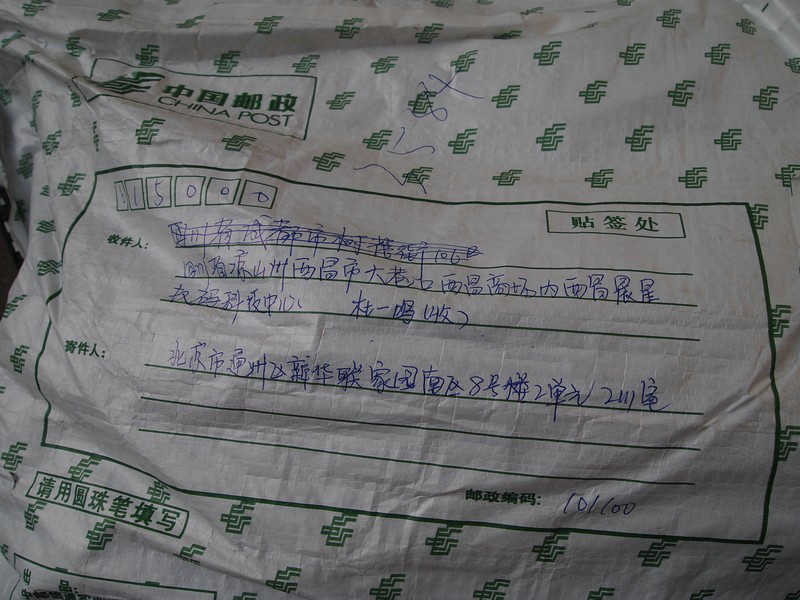 中国邮政
CHINA POST
615000
贴签处
收件人:
四川省成都市
四川省凉山州西昌市大巷口西昌商场内西昌晨星
数码科技中心 杜一鸣(收)
寄件人:
北京市通州区新华联家园南区8号楼2单元211室
邮政编码: 101100
请用圆珠笔填写